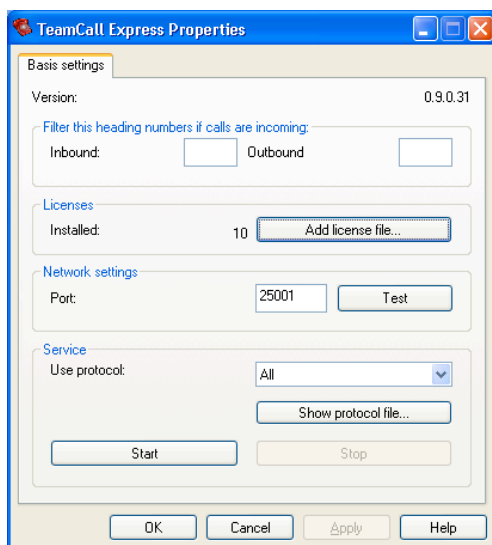 TeamCall Express Properties
Basis settings
Version: 0.9.0.31
Filter this heading numbers if calls are incoming:
Inbound: Outbound
Licenses
Installed: 10 Add license file...
Network settings
Port: 25001 Test
Service
Use protocol: All
Show protocol file...
Start Stop
OK Cancel Apply Help